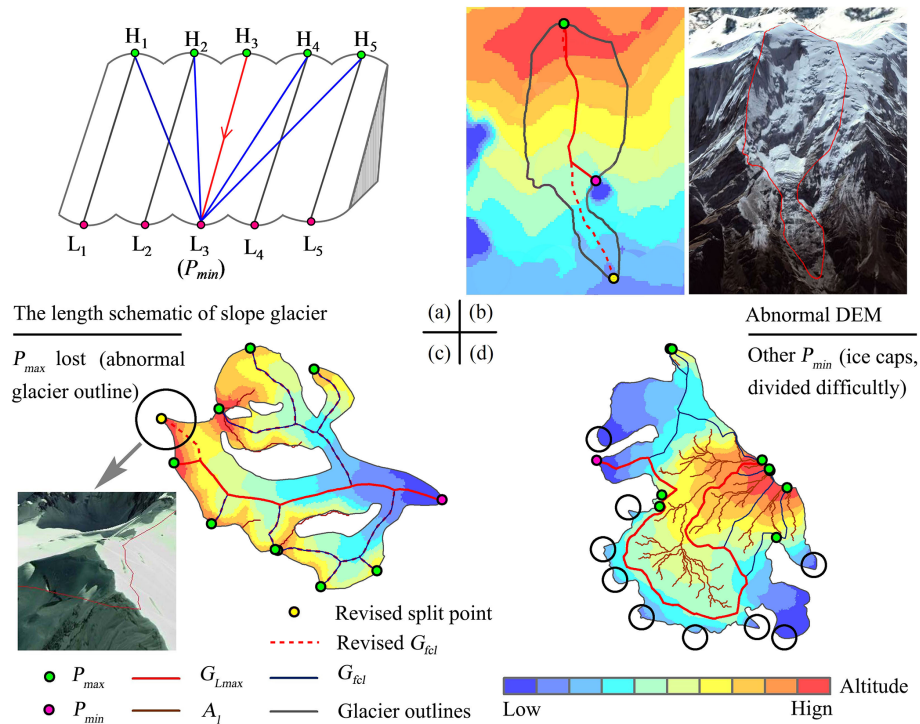 H1 H2 H3 H4 H5
L1 L2 L3 L4 L5
(Pmin)
The length schematic of slope glacier
(a) (b)
(c) (d)
Abnormal DEM
Pmax lost (abnormal
glacier outline)
Other Pmin (ice caps,
divided difficultly)
Revised split point
Revised Gfcl
Pmax GLmax Gfcl
Pmin Al Glacier outlines
Altitude
Low Hign